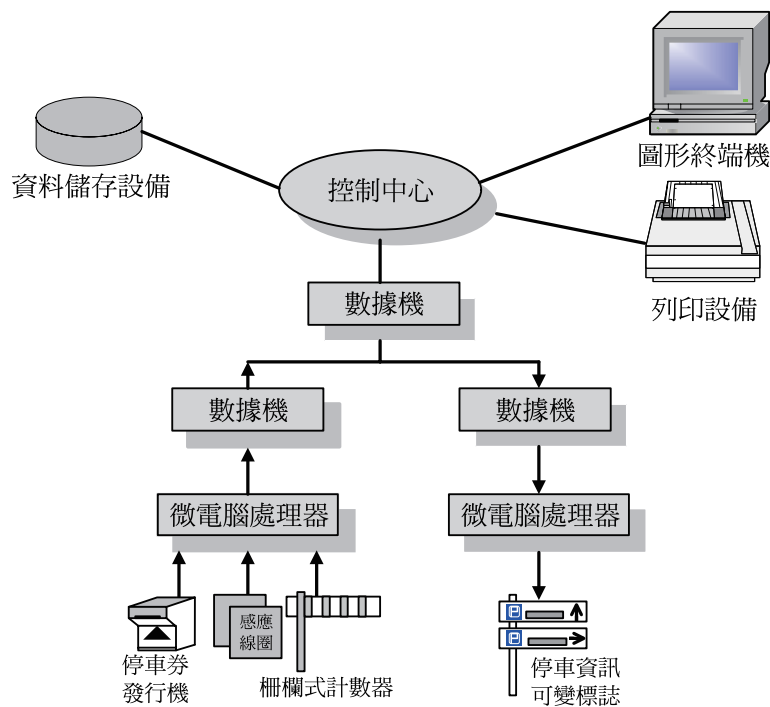 圖形終端機
資料儲存設備
控制中心
列印設備
數據機
數據機
數據機
微電腦處理器
微電腦處理器
感應
線圈
P
P
停車券
發行機
柵欄式計數器
停車資訊
可變標誌